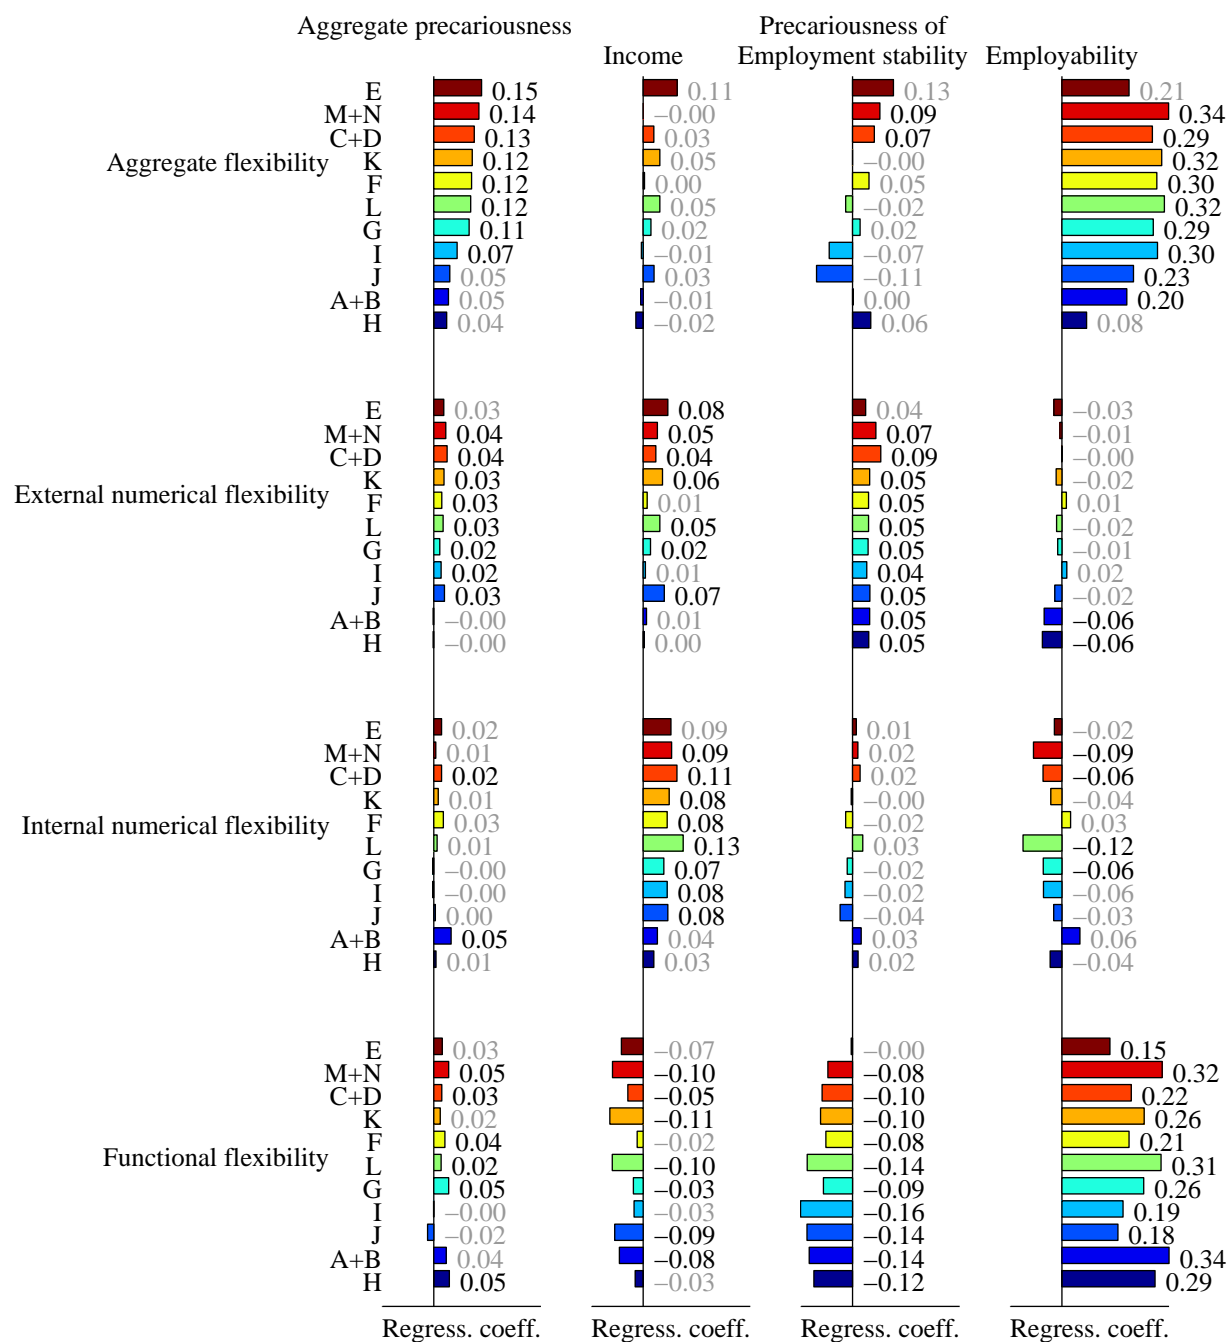 Aggregate precariousness
Precariousness of
Income
Employment stability
Employability
Aggregate flexibility
E 0.15 0.11 0.13 0.21
M+N 0.14 –0.00 0.09 0.34
C+D 0.13 0.03 0.07 0.29
K 0.12 0.05 –0.00 0.32
F 0.12 0.00 0.05 0.30
L 0.12 0.05 –0.02 0.32
G 0.11 0.02 0.02 0.29
I 0.07 –0.01 –0.07 0.30
J 0.05 0.03 –0.11 0.23
A+B 0.05 –0.01 0.00 0.20
H 0.04 –0.02 0.06 0.08
External numerical flexibility
E 0.03 0.08 0.04 –0.03
M+N 0.04 0.05 0.07 –0.01
C+D 0.04 0.04 0.09 –0.00
K 0.03 0.06 0.05 –0.02
F 0.03 0.01 0.05 0.01
L 0.03 0.05 0.05 –0.02
G 0.02 0.02 0.05 –0.01
I 0.02 0.01 0.04 0.02
J 0.03 0.07 0.05 –0.02
A+B –0.00 0.01 0.05 –0.06
H –0.00 0.00 0.05 –0.06
Internal numerical flexibility
E 0.02 0.09 0.01 –0.02
M+N 0.01 0.09 0.02 –0.09
C+D 0.02 0.11 0.02 –0.06
K 0.01 0.08 –0.00 –0.04
F 0.03 0.08 –0.02 0.03
L 0.01 0.13 0.03 –0.12
G –0.00 0.07 –0.02 –0.06
I –0.00 0.08 –0.02 –0.06
J 0.00 0.08 –0.04 –0.03
A+B 0.05 0.04 0.03 0.06
H 0.01 0.03 0.02 –0.04
Functional flexibility
E 0.03 –0.07 –0.00 0.15
M+N 0.05 –0.10 –0.08 0.32
C+D 0.03 –0.05 –0.10 0.22
K 0.02 –0.11 –0.10 0.26
F 0.04 –0.02 –0.08 0.21
L 0.02 –0.10 –0.14 0.31
G 0.05 –0.03 –0.09 0.26
I –0.00 –0.03 –0.16 0.19
J –0.02 –0.09 –0.14 0.18
A+B 0.04 –0.08 –0.14 0.34
H 0.05 –0.03 –0.12 0.29
Regress. coeff. Regress. coeff. Regress. coeff. Regress. coeff.